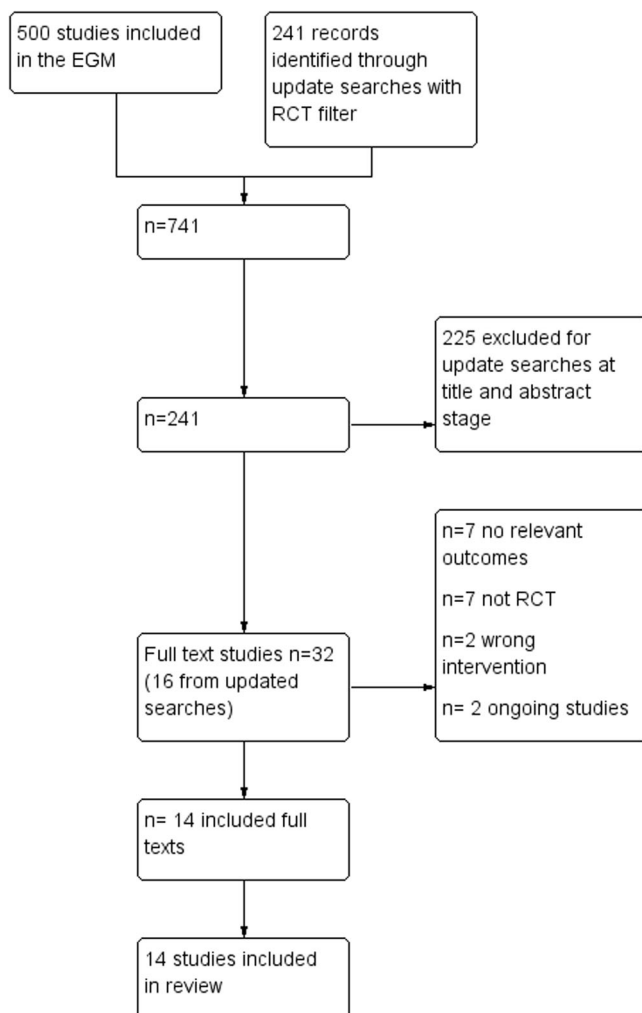 500 studies included
in the EGM
241 records
identified through
update searches with
RCT filter
n=741
225 excluded for
update searches at
title and abstract
stage
n=241
n=7 no relevant
outcomes
n=7 not RCT
n=2 wrong
intervention
n= 2 ongoing studies
Full text studies n=32
(16 from updated
searches)
n= 14 included full
texts
14 studies included
in review